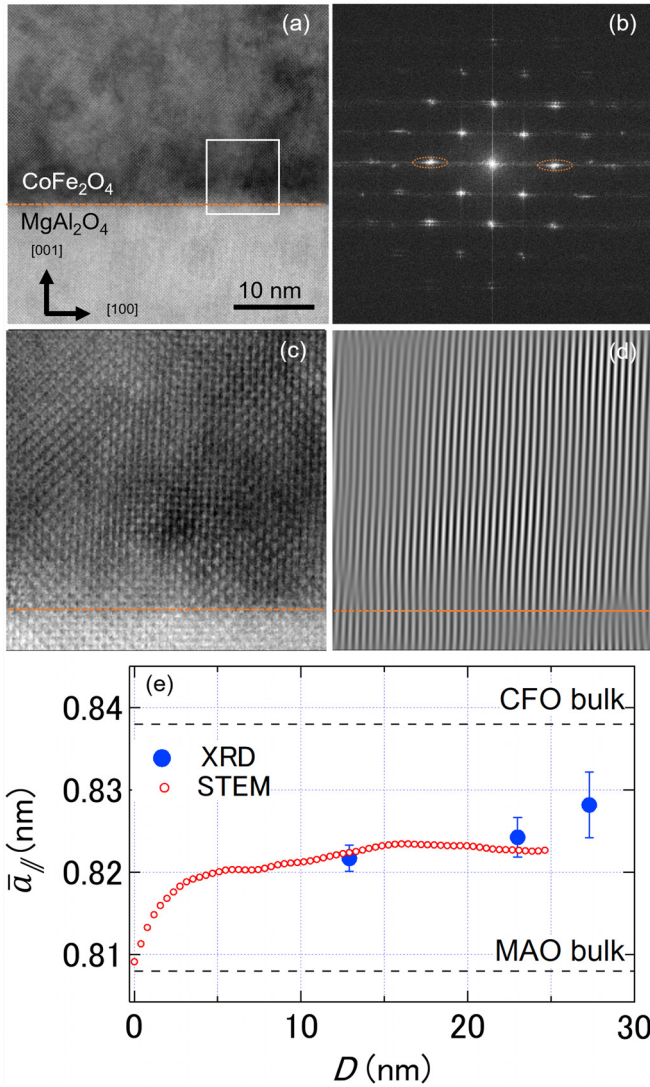 (a)
CoFe₂O₄
MgAl₂O₄
[001]
[100]
10 nm
(b)
(c)
(d)
(e)
CFO bulk
XRD
STEM
MAO bulk
0.84
0.83
0.82
0.81
ā// (nm)
0
10
20
30
D (nm)